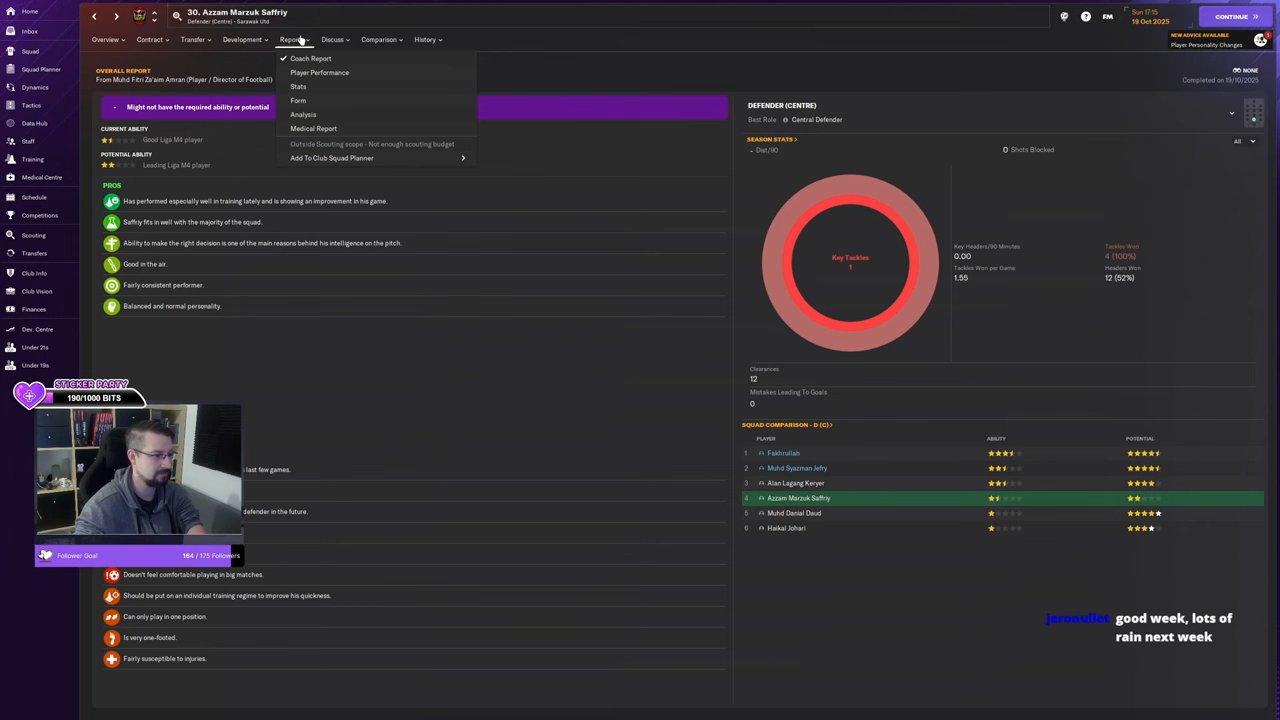 Home
Inbox
Squad
Squad Planner
Dynamics
Tactics
Data Hub
Staff
Training
Medical Centre
Schedule
Competitions
Scouting
Transfers
Club Info
Club Vision
Finances
Dev. Centre
Under 21s
Under 19s
30. Azzam Marzuk Saffriy
Defender (Centre) - Sarawak Utd
FM
Sun 17:15
19 Oct 2025
CONTINUE
Overview
Contract
Transfer
Development
Reports
Discuss
Comparison
History
NEW ADVICE AVAILABLE
Player Personality Changes
1
Coach Report
Player Performance
Stats
Form
Analysis
Medical Report
Outside Scouting scope - Not enough scouting budget
Add To Club Squad Planner
OVERALL REPORT
From Muhd Fitri Za'aim Amran (Player / Director of Football)
NONE
Completed on 19/10/2025
- Might not have the required ability or potential
CURRENT ABILITY
Good Liga M4 player
POTENTIAL ABILITY
Leading Liga M4 player
PROS
Has performed especially well in training lately and is showing an improvement in his game.
Saffriy fits in well with the majority of the squad.
Ability to make the right decision is one of the main reasons behind his intelligence on the pitch.
Good in the air.
Fairly consistent performer.
Balanced and normal personality.
last few games.
defender in the future.
Doesn't feel comfortable playing in big matches.
Should be put on an individual training regime to improve his quickness.
Can only play in one position.
Is very one-footed.
Fairly susceptible to injuries.
DEFENDER (CENTRE)
Best Role Central Defender
SEASON STATS
All
- Dist/90
0 Shots Blocked
Key Tackles
1
Key Headers/90 Minutes
0.00
Tackles Won
4 (100%)
Tackles Won per Game
1.55
Headers Won
12 (52%)
Clearances
12
Mistakes Leading To Goals
0
SQUAD COMPARISON - D (C)
PLAYER ABILITY POTENTIAL
1 Fakhrullah
2 Muhd Syazman Jefry
3 Alan Lagang Keryer
4 Azzam Marzuk Saffriy
5 Muhd Danial Daud
6 Haikal Johari
STICKER PARTY
190/1000 BITS
Follower Goal 164 / 175 Followers
jeronullet good week, lots of
rain next week